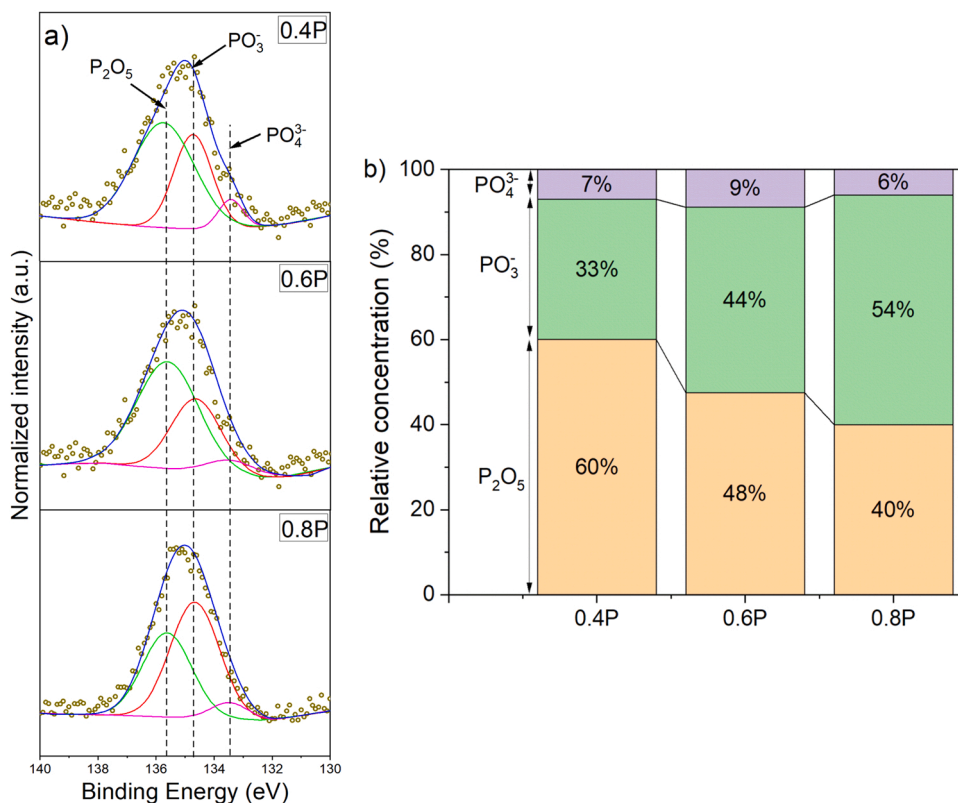 a)
0.4P
PO₃⁻
P₂O₅
PO₄³⁻
0.6P
0.8P
Normalized intensity (a.u.)
140 138 136 134 132 130
Binding Energy (eV)
b)
Relative concentration (%)
100
80
60
40
20
0
PO₄³⁻
PO₃⁻
P₂O₅
7% 9% 6%
33% 44% 54%
60% 48% 40%
0.4P 0.6P 0.8P